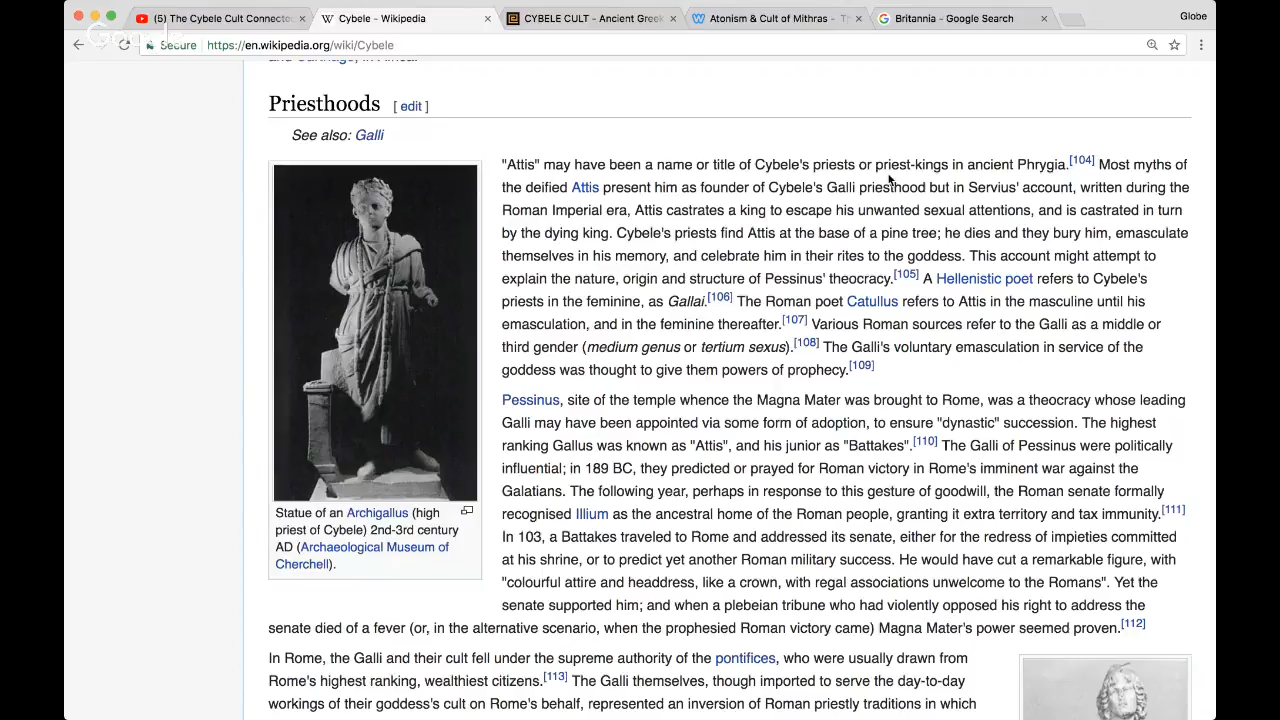 (5) The Cybele Cult Connecte
Cybele - Wikipedia
CYBELE CULT - Ancient Greek
Atonism & Cult of Mithras - Th
Britannia - Google Search
Globe
Secure
https://en.wikipedia.org/wiki/Cybele
Google
and Carthage, in Africa.
Priesthoods [ edit ]
See also: Galli
"Attis" may have been a name or title of Cybele's priests or priest-kings in ancient Phrygia.[104] Most myths of
the deified Attis present him as founder of Cybele's Galli priesthood but in Servius' account, written during the
Roman Imperial era, Attis castrates a king to escape his unwanted sexual attentions, and is castrated in turn
by the dying king. Cybele's priests find Attis at the base of a pine tree; he dies and they bury him, emasculate
themselves in his memory, and celebrate him in their rites to the goddess. This account might attempt to
explain the nature, origin and structure of Pessinus' theocracy.[105] A Hellenistic poet refers to Cybele's
priests in the feminine, as Gallai.[106] The Roman poet Catullus refers to Attis in the masculine until his
emasculation, and in the feminine thereafter.[107] Various Roman sources refer to the Galli as a middle or
third gender (medium genus or tertium sexus).[108] The Galli's voluntary emasculation in service of the
goddess was thought to give them powers of prophecy.[109]
Statue of an Archigallus (high
priest of Cybele) 2nd-3rd century
AD (Archaeological Museum of
Cherchell).
Pessinus, site of the temple whence the Magna Mater was brought to Rome, was a theocracy whose leading
Galli may have been appointed via some form of adoption, to ensure "dynastic" succession. The highest
ranking Gallus was known as "Attis", and his junior as "Battakes".[110] The Galli of Pessinus were politically
influential; in 189 BC, they predicted or prayed for Roman victory in Rome's imminent war against the
Galatians. The following year, perhaps in response to this gesture of goodwill, the Roman senate formally
recognised Illium as the ancestral home of the Roman people, granting it extra territory and tax immunity.[111]
In 103, a Battakes traveled to Rome and addressed its senate, either for the redress of impieties committed
at his shrine, or to predict yet another Roman military success. He would have cut a remarkable figure, with
"colourful attire and headdress, like a crown, with regal associations unwelcome to the Romans". Yet the
senate supported him; and when a plebeian tribune who had violently opposed his right to address the
senate died of a fever (or, in the alternative scenario, when the prophesied Roman victory came) Magna Mater's power seemed proven.[112]
In Rome, the Galli and their cult fell under the supreme authority of the pontifices, who were usually drawn from
Rome's highest ranking, wealthiest citizens.[113] The Galli themselves, though imported to serve the day-to-day
workings of their goddess's cult on Rome's behalf, represented an inversion of Roman priestly traditions in which